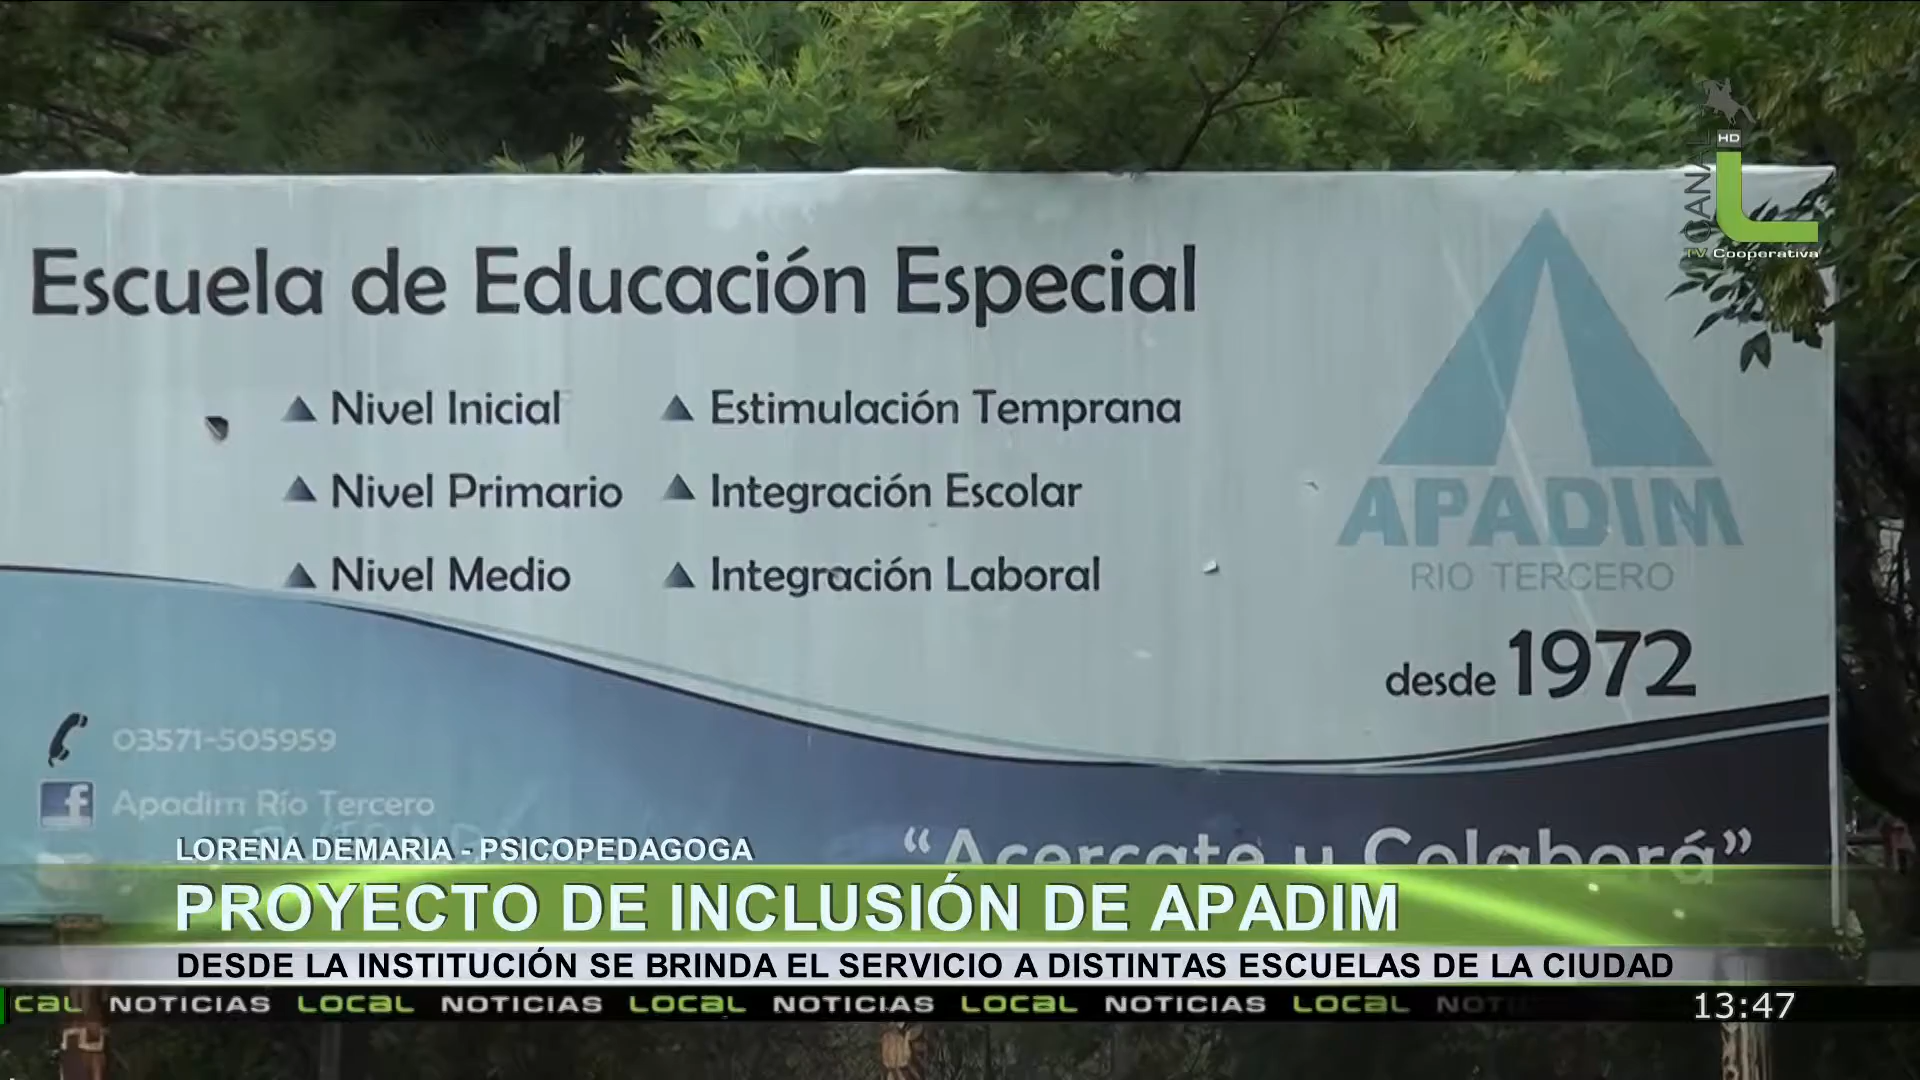 HD
CANAL
L
TV Cooperativa
Escuela de Educación Especial
Nivel Inicial
Nivel Primario
Nivel Medio
Estimulación Temprana
Integración Escolar
Integración Laboral
APADIM
RIO TERCERO
desde 1972
03571-505959
f Apadim Río Tercero
"Acercate y Colaborá"
LORENA DEMARIA - PSICOPEDAGOGA
PROYECTO DE INCLUSIÓN DE APADIM
DESDE LA INSTITUCIÓN SE BRINDA EL SERVICIO A DISTINTAS ESCUELAS DE LA CIUDAD
CAL NOTICIAS LOCAL NOTICIAS LOCAL NOTICIAS LOCAL NOTICIAS LOCAL NOTI
13:47